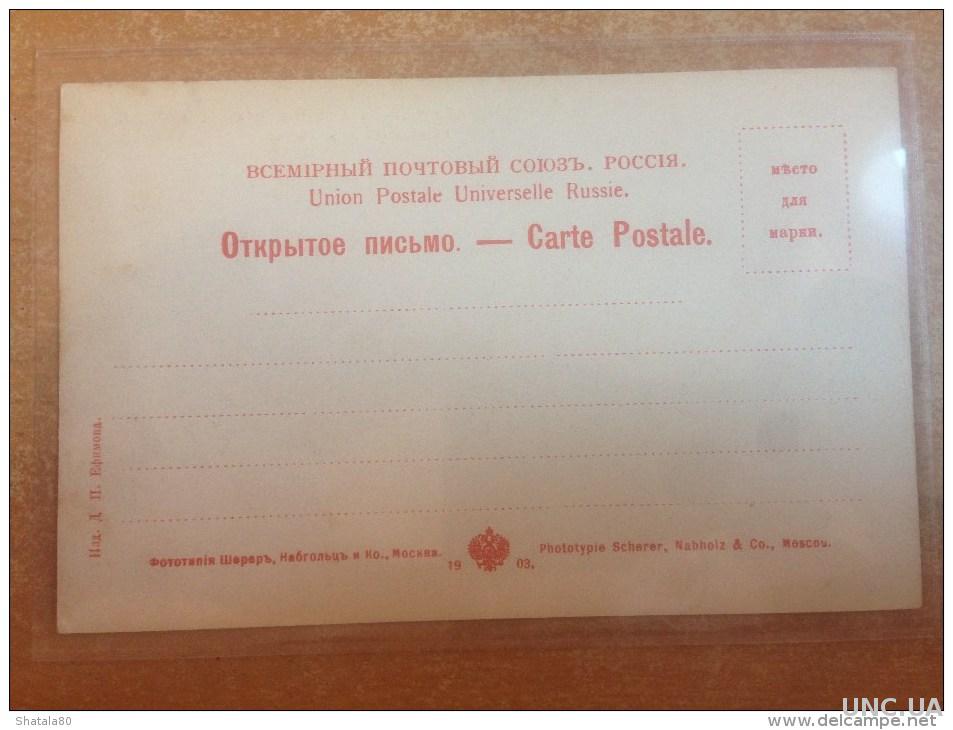 ВСЕМІРНЫЙ ПОЧТОВЫЙ СОЮЗЪ. РОССІЯ.
Union Postale Universelle Russie.
Открытое письмо. — Carte Postale.
мѣсто
для
марки.
Изд. Д. П. Ефимова.
Фототипія Шереръ, Набгольцъ и Ко., Москва.
19 03.
Phototypie Scherer, Nabholz & Co., Moscou.
UNC.UA
Shatala80
www.delcampe.net